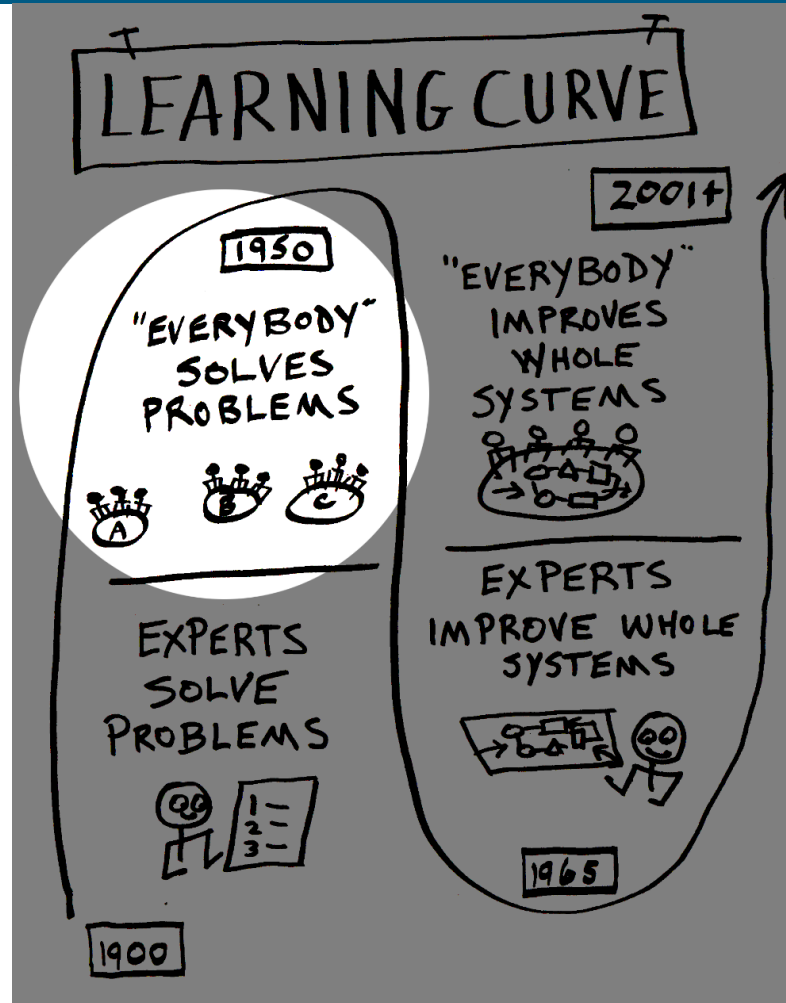 LEARNING CURVE
1950
"EVERYBODY"
SOLVES
PROBLEMS
A
B
C
EXPERTS
SOLVE
PROBLEMS
1
2
3
1900
2001+
"EVERYBODY"
IMPROVES
WHOLE
SYSTEMS
EXPERTS
IMPROVE WHOLE
SYSTEMS
1965